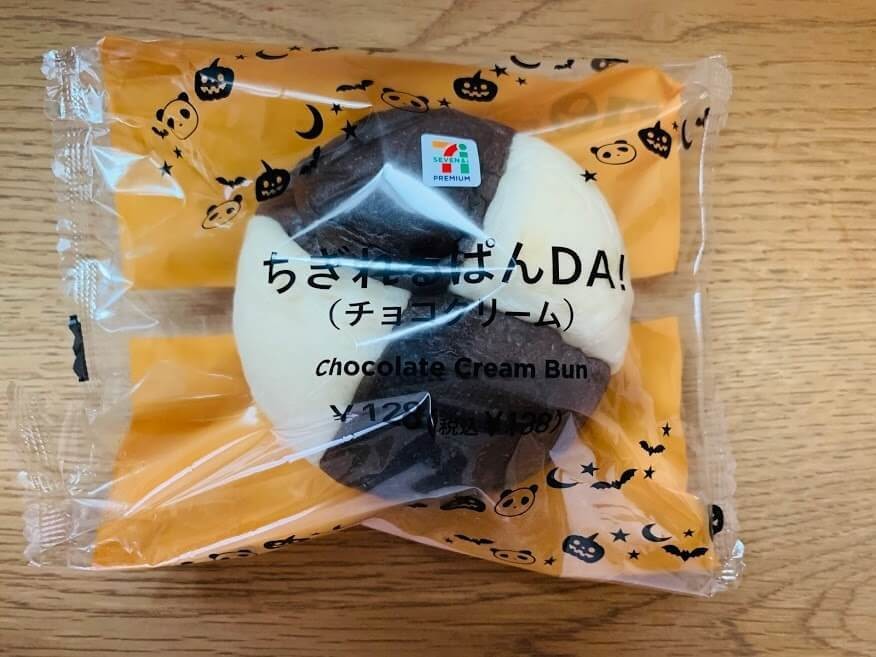 SEVEN&i
PREMIUM
ちぎれるぱんDA!
(チョコクリーム)
Chocolate Cream Bun
¥128(税込¥138)